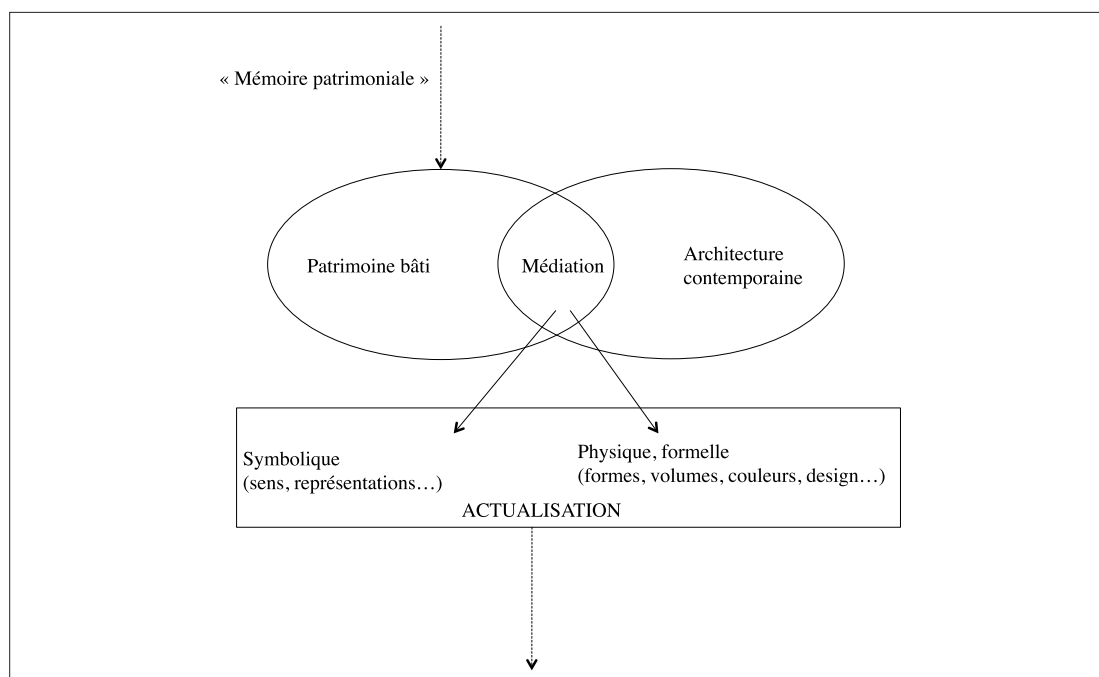 « Mémoire patrimoniale »
Patrimoine bâti
Médiation
Architecture
contemporaine
Symbolique
(sens, représentations…)
Physique, formelle
(formes, volumes, couleurs, design…)
ACTUALISATION